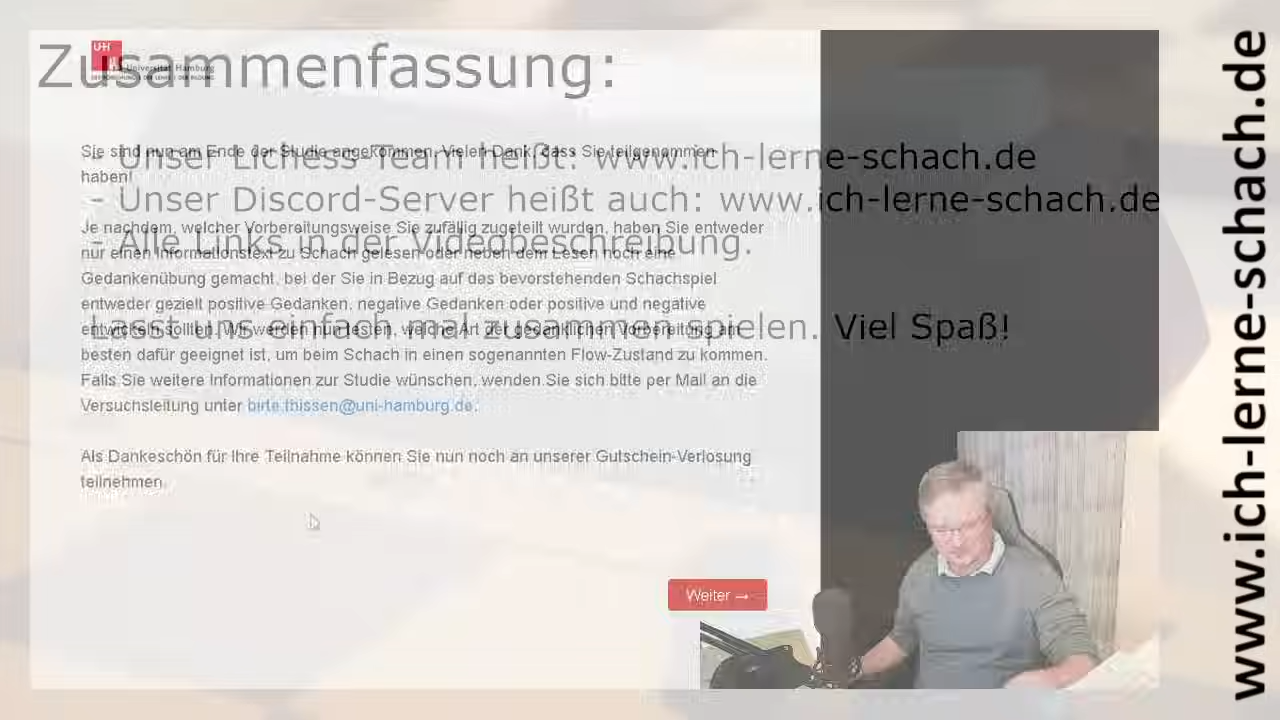 Zusammenfassung:
UH
Universität Hamburg
DER FORSCHUNG | DER LEHRE | DER BILDUNG
- Unser Lichess-Team heißt: www.ich-lerne-schach.de
- Unser Discord-Server heißt auch: www.ich-lerne-schach.de
- Alle Links in der Videobeschreibung.
Lasst uns einfach mal zusammen spielen. Viel Spaß!
Sie sind nun am Ende der Studie angekommen. Vielen Dank, dass Sie teilgenommen
haben!
Je nachdem, welcher Vorbereitungsweise Sie zufällig zugeteilt wurden, haben Sie entweder
nur einen Informationstext zu Schach gelesen oder neben dem Lesen noch eine
Gedankenübung gemacht, bei der Sie in Bezug auf das bevorstehenden Schachspiel
entweder gezielt positive Gedanken, negative Gedanken oder positive und negative
entwickeln sollten. Wir werden nun testen, welche Art der gedanklichen Vorbereitung am
besten dafür geeignet ist, um beim Schach in einen sogenannten Flow-Zustand zu kommen.
Falls Sie weitere Informationen zur Studie wünschen, wenden Sie sich bitte per Mail an die
Versuchsleitung unter birte.thissen@uni-hamburg.de.
Als Dankeschön für Ihre Teilnahme können Sie nun noch an unserer Gutschein-Verlosung
teilnehmen.
Weiter →
www.ich-lerne-schach.de